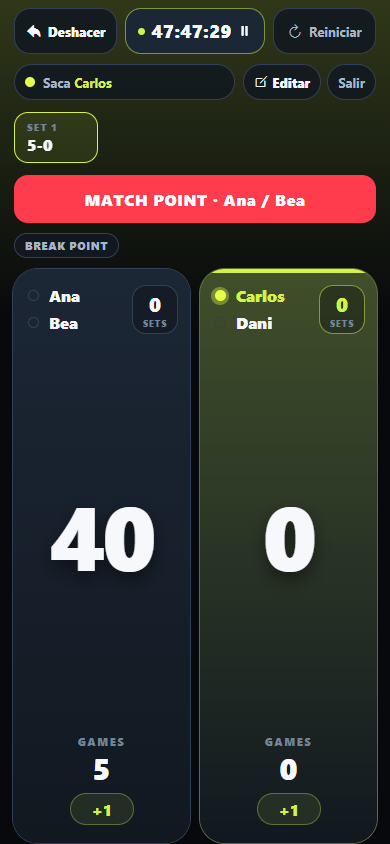 Deshacer
47:47:29
Reiniciar
Saca Carlos
Editar
Salir
SET 1
5-0
MATCH POINT · Ana / Bea
BREAK POINT
Ana
Bea
0
SETS
Carlos
Dani
0
SETS
40
0
GAMES
5
+1
GAMES
0
+1